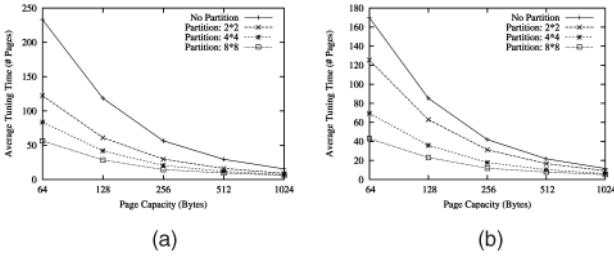 No Partition
Partition: 2*2
Partition: 4*4
Partition: 8*8
Average Tuning Time (# Pages)
250
200
150
100
50
0
64 128 256 512 1024
Page Capacity (Bytes)
(a)
No Partition
Partition: 2*2
Partition: 4*4
Partition: 8*8
Average Tuning Time (# Pages)
180
160
140
120
100
80
60
40
20
0
64 128 256 512 1024
Page Capacity (Bytes)
(b)